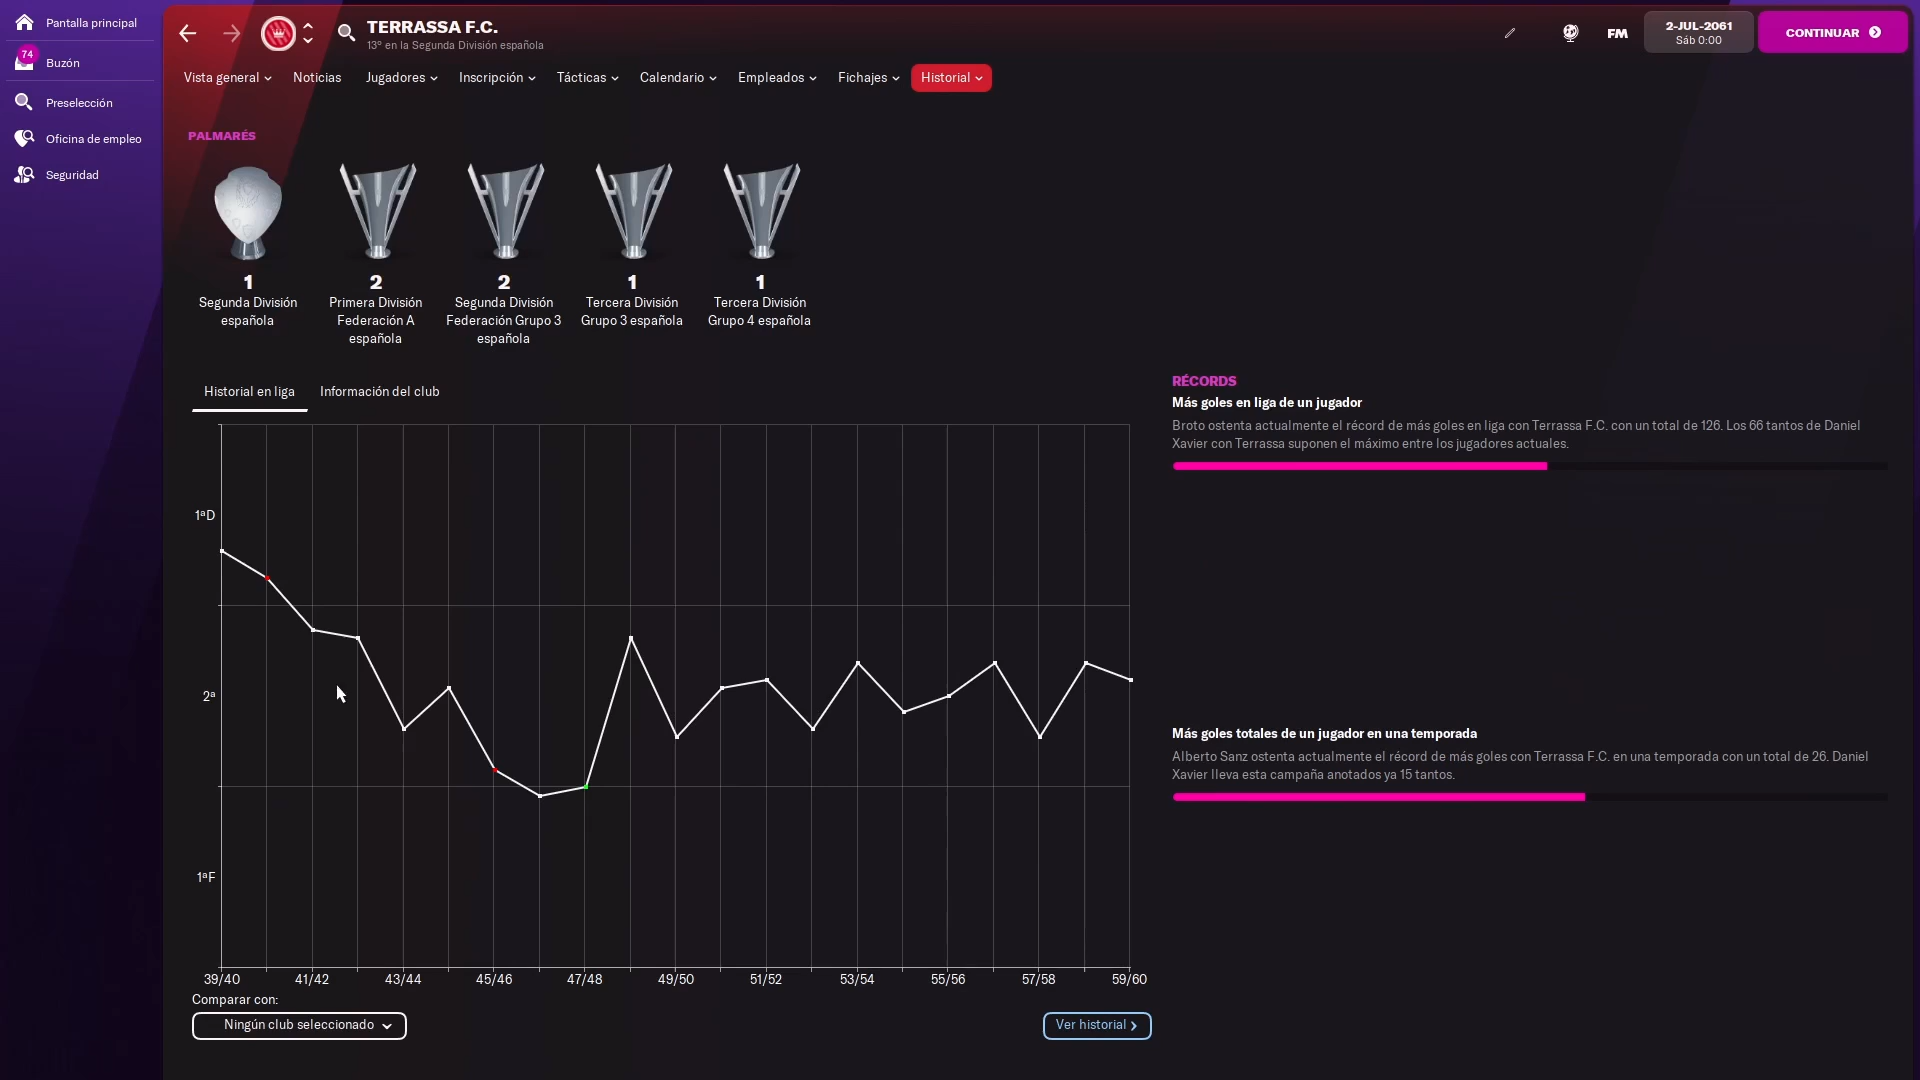 Pantalla principal
74
Buzón
Preselección
Oficina de empleo
Seguridad
TERRASSA F.C.
13º en la Segunda División española
FM
2-JUL-2061
Sáb 0:00
CONTINUAR
Vista general
Noticias
Jugadores
Inscripción
Tácticas
Calendario
Empleados
Fichajes
Historial
PALMARÉS
1
Segunda División
española
2
Primera División
Federación A
española
2
Segunda División
Federación Grupo 3
española
1
Tercera División
Grupo 3 española
1
Tercera División
Grupo 4 española
Historial en liga
Información del club
1ªD
2ª
1ªF
39/40
41/42
43/44
45/46
47/48
49/50
51/52
53/54
55/56
57/58
59/60
Comparar con:
Ningún club seleccionado
Ver historial
RÉCORDS
Más goles en liga de un jugador
Broto ostenta actualmente el récord de más goles en liga con Terrassa F.C. con un total de 126. Los 66 tantos de Daniel
Xavier con Terrassa suponen el máximo entre los jugadores actuales.
Más goles totales de un jugador en una temporada
Alberto Sanz ostenta actualmente el récord de más goles con Terrassa F.C. en una temporada con un total de 26. Daniel
Xavier lleva esta campaña anotados ya 15 tantos.